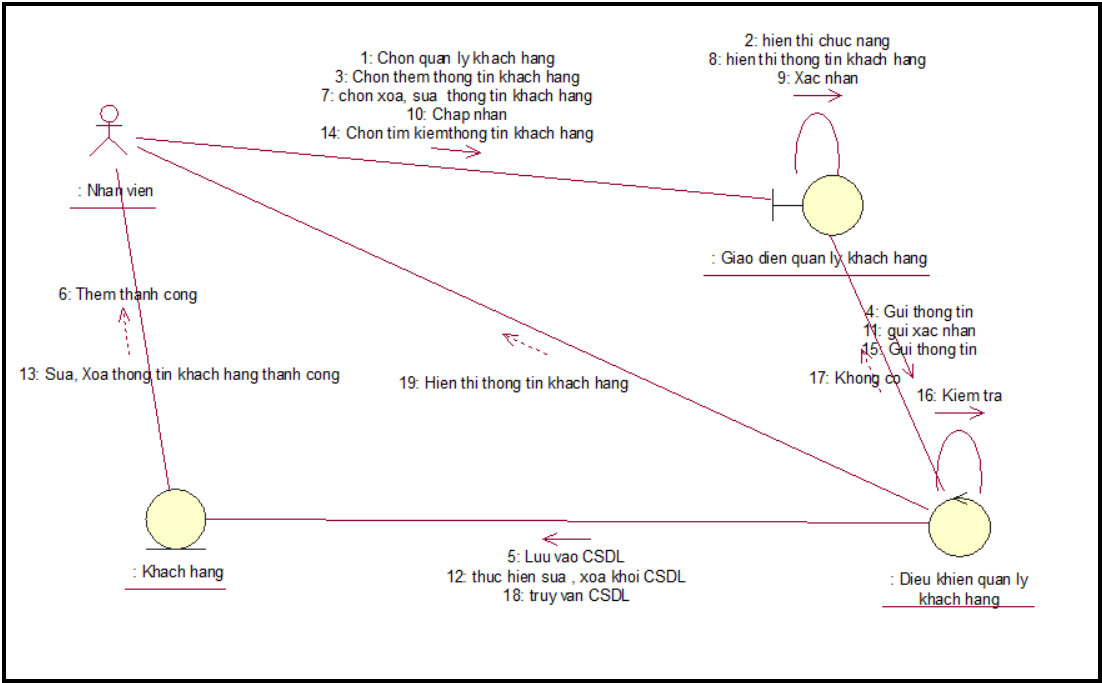 1: Chon quan ly khach hang
3: Chon them thong tin khach hang
7: chon xoa, sua thong tin khach hang
10: Chap nhan
14: Chon tim kiemthong tin khach hang
2: hien thi chuc nang
8: hien thi thong tin khach hang
9: Xac nhan
: Nhan vien
: Giao dien quan ly khach hang
6: Them thanh cong
13: Sua, Xoa thong tin khach hang thanh cong
19: Hien thi thong tin khach hang
4: Gui thong tin
11: gui xac nhan
15: Gui thong tin
17: Khong co
16: Kiem tra
: Khach hang
5: Luu vao CSDL
12: thuc hien sua , xoa khoi CSDL
18: truy van CSDL
: Dieu khien quan ly
khach hang